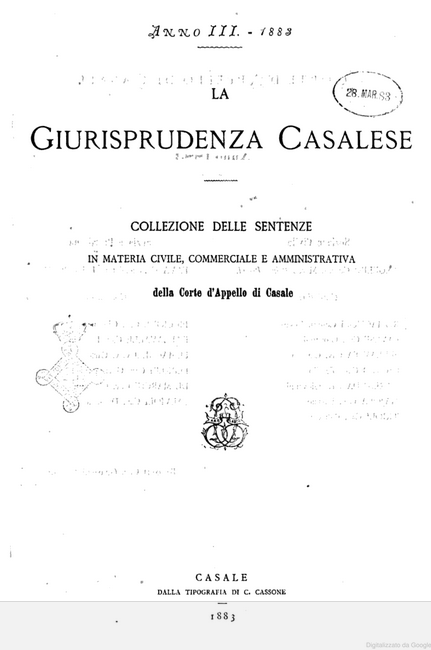 ANNO III. - 1883
28. MAR. 83
LA
GIURISPRUDENZA CASALESE
COLLEZIONE DELLE SENTENZE
IN MATERIA CIVILE, COMMERCIALE E AMMINISTRATIVA
della Corte d'Appello di Casale
CASALE
DALLA TIPOGRAFIA DI C. CASSONE
1883
Digitalizzato da Google